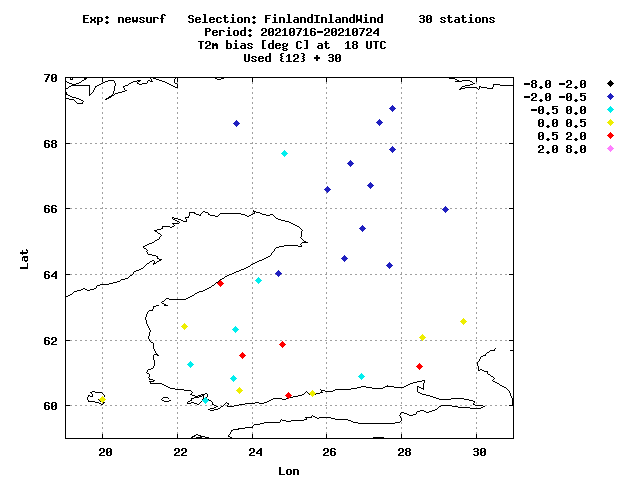 Exp: newsurf Selection: FinlandInlandWind 30 stations
Period: 20210716-20210724
T2m bias [deg C] at 18 UTC
Used {12} + 30
-8.0 -2.0
-2.0 -0.5
-0.5 0.0
0.0 0.5
0.5 2.0
2.0 8.0
70
68
66
64
62
60
Lat
20 22 24 26 28 30
Lon